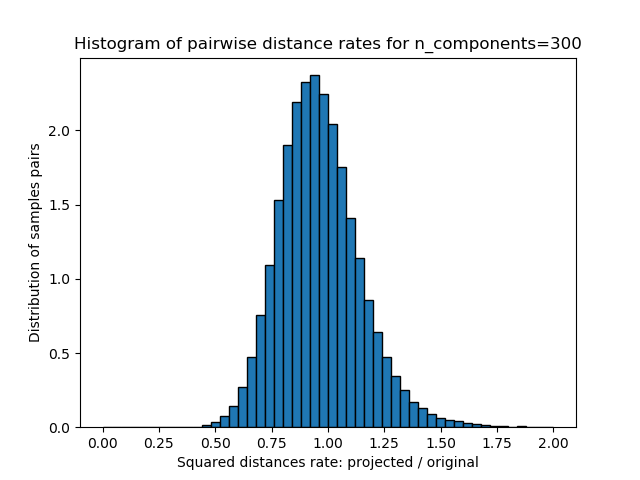 Histogram of pairwise distance rates for n_components=300
Distribution of samples pairs
2.0
1.5
1.0
0.5
0.0
0.00 0.25 0.50 0.75 1.00 1.25 1.50 1.75 2.00
Squared distances rate: projected / original